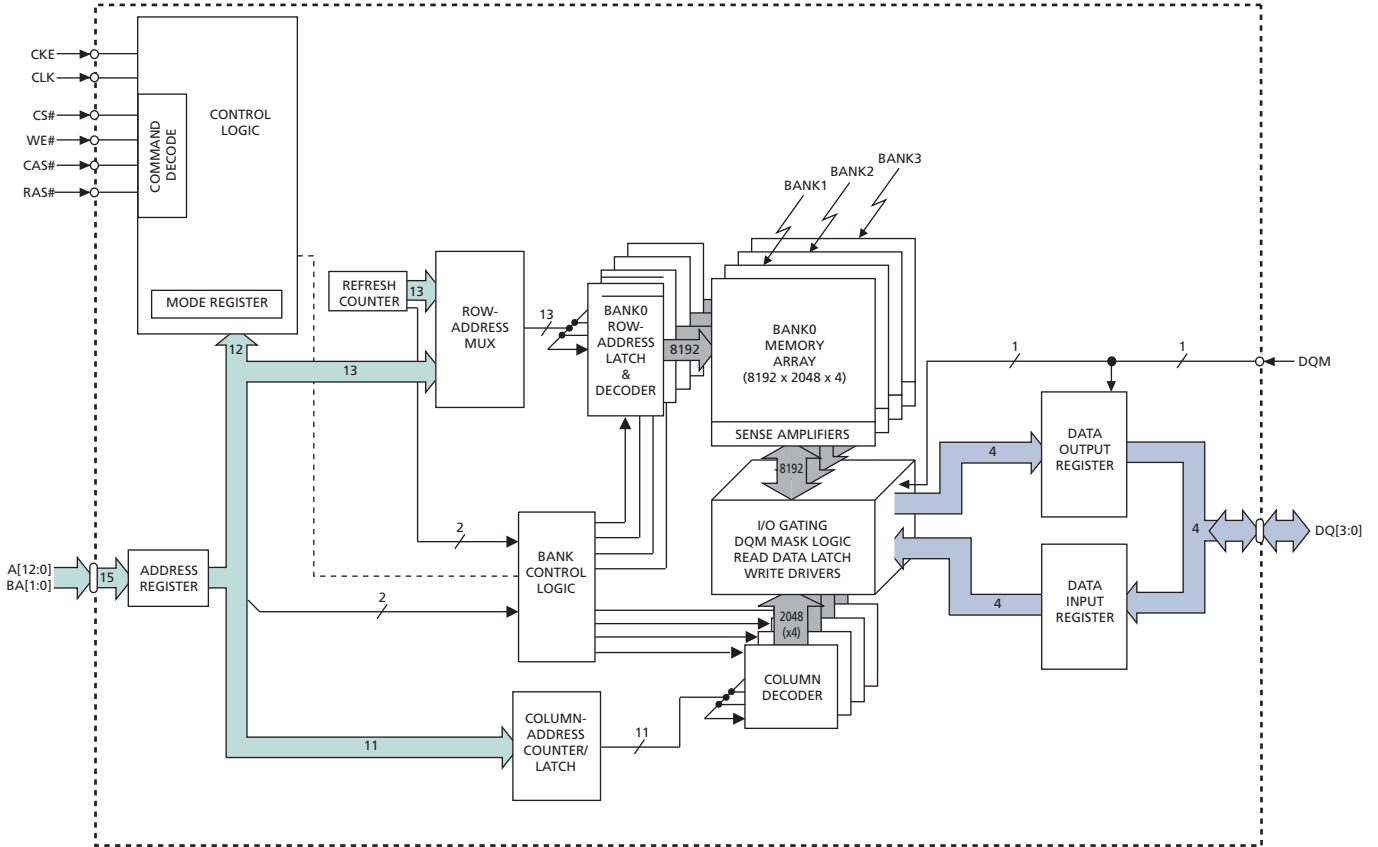 CKE
CLK
CS#
WE#
CAS#
RAS#
COMMAND
DECODE
CONTROL
LOGIC
MODE REGISTER
12
REFRESH
COUNTER
13
13
ROW-
ADDRESS
MUX
13
BANK0
ROW-
ADDRESS
LATCH
&
DECODER
8192
BANK1
BANK2
BANK3
BANK0
MEMORY
ARRAY
(8192 x 2048 x 4)
SENSE AMPLIFIERS
8192
I/O GATING
DQM MASK LOGIC
READ DATA LATCH
WRITE DRIVERS
2048
(x4)
COLUMN
DECODER
1
1
DQM
4
DATA
OUTPUT
REGISTER
4
DQ[3:0]
4
DATA
INPUT
REGISTER
A[12:0]
BA[1:0]
15
ADDRESS
REGISTER
2
2
BANK
CONTROL
LOGIC
11
COLUMN-
ADDRESS
COUNTER/
LATCH
11